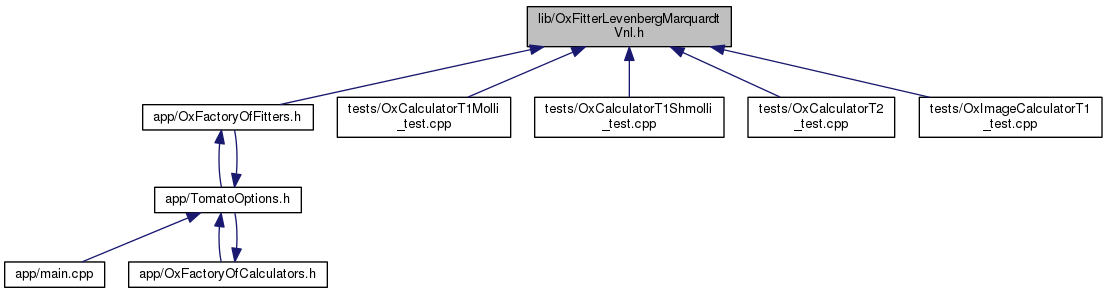 lib/OxFitterLevenbergMarquardt
Vnl.h
app/OxFactoryOfFitters.h
tests/OxCalculatorT1Molli
_test.cpp
tests/OxCalculatorT1Shmolli
_test.cpp
tests/OxCalculatorT2
_test.cpp
tests/OxImageCalculatorT1
_test.cpp
app/TomatoOptions.h
app/main.cpp
app/OxFactoryOfCalculators.h